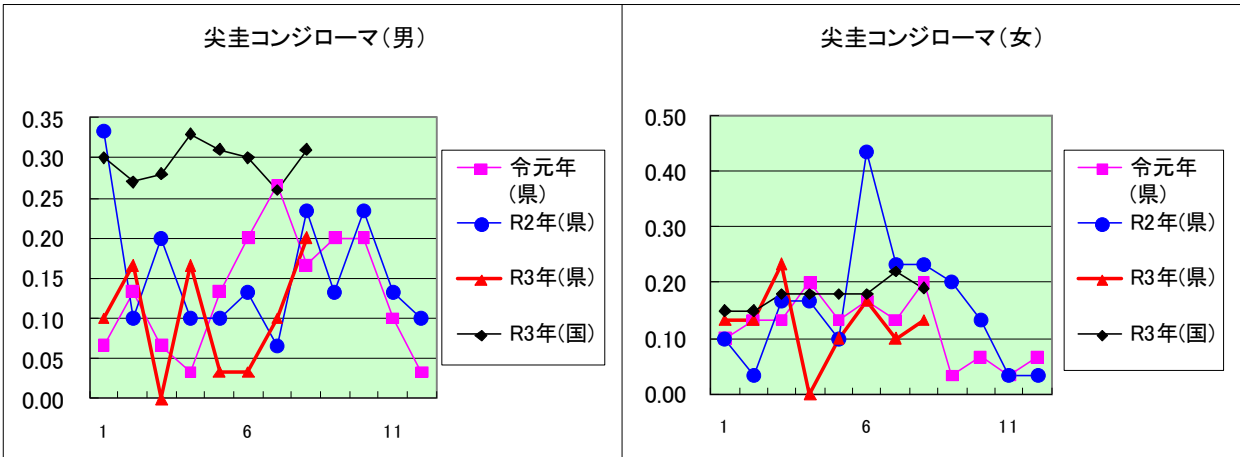 尖圭コンジローマ（男）
0.35
0.30
0.25
0.20
0.15
0.10
0.05
0.00
1
6
11
令元年
（県）
R2年(県)
R3年(県)
R3年(国)
尖圭コンジローマ（女）
0.50
0.40
0.30
0.20
0.10
0.00
1
6
11
令元年
（県）
R2年(県)
R3年(県)
R3年(国)